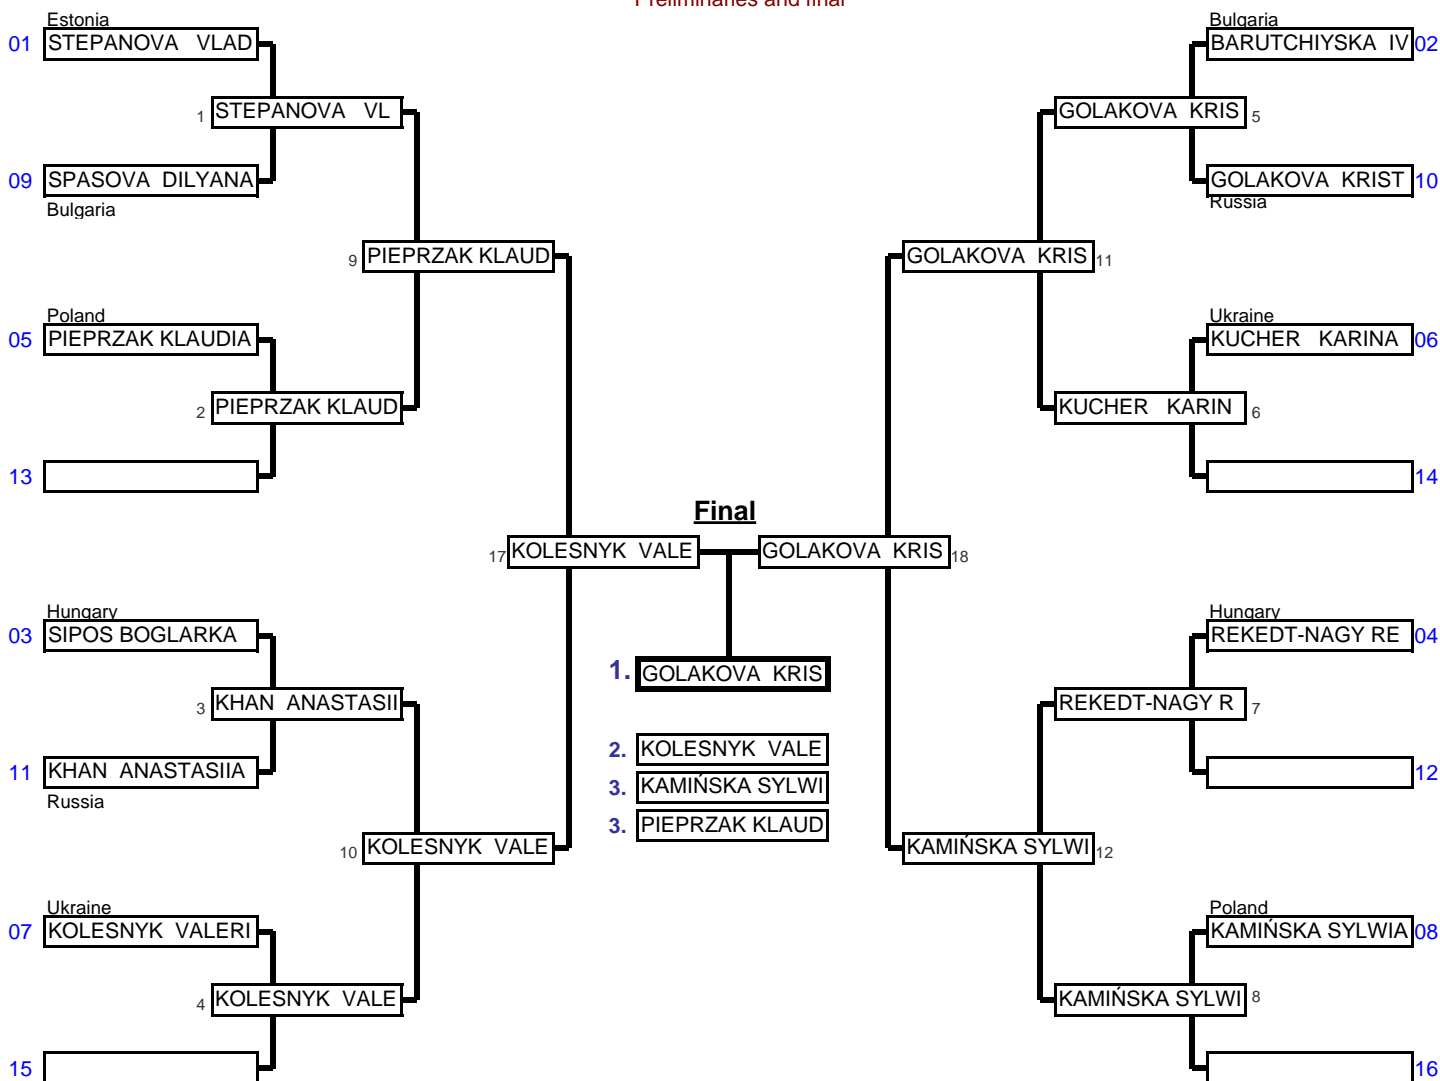 Preliminaries and final
Estonia
Bulgaria
01 STEPANOVA VLAD
BARUTCHIYSKA IV 02
1 STEPANOVA VL
GOLAKOVA KRIS 5
09 SPASOVA DILYANA
GOLAKOVA KRIST 10
Bulgaria
Russia
9 PIEPRZAK KLAUD
GOLAKOVA KRIS 11
Poland
Ukraine
05 PIEPRZAK KLAUDIA
KUCHER KARINA 06
2 PIEPRZAK KLAUD
KUCHER KARIN 6
13
14
Final
17 KOLESNYK VALE
GOLAKOVA KRIS 18
Hungary
Hungary
03 SIPOS BOGLARKA
REKEDT-NAGY RE 04
1. GOLAKOVA KRIS
3 KHAN ANASTASII
REKEDT-NAGY R 7
2. KOLESNYK VALE
11 KHAN ANASTASIIA
12
3. KAMIŃSKA SYLWI
Russia
3. PIEPRZAK KLAUD
10 KOLESNYK VALE
KAMIŃSKA SYLWI 12
Ukraine
Poland
07 KOLESNYK VALERI
KAMIŃSKA SYLWIA 08
4 KOLESNYK VALE
KAMIŃSKA SYLWI 8
15
16